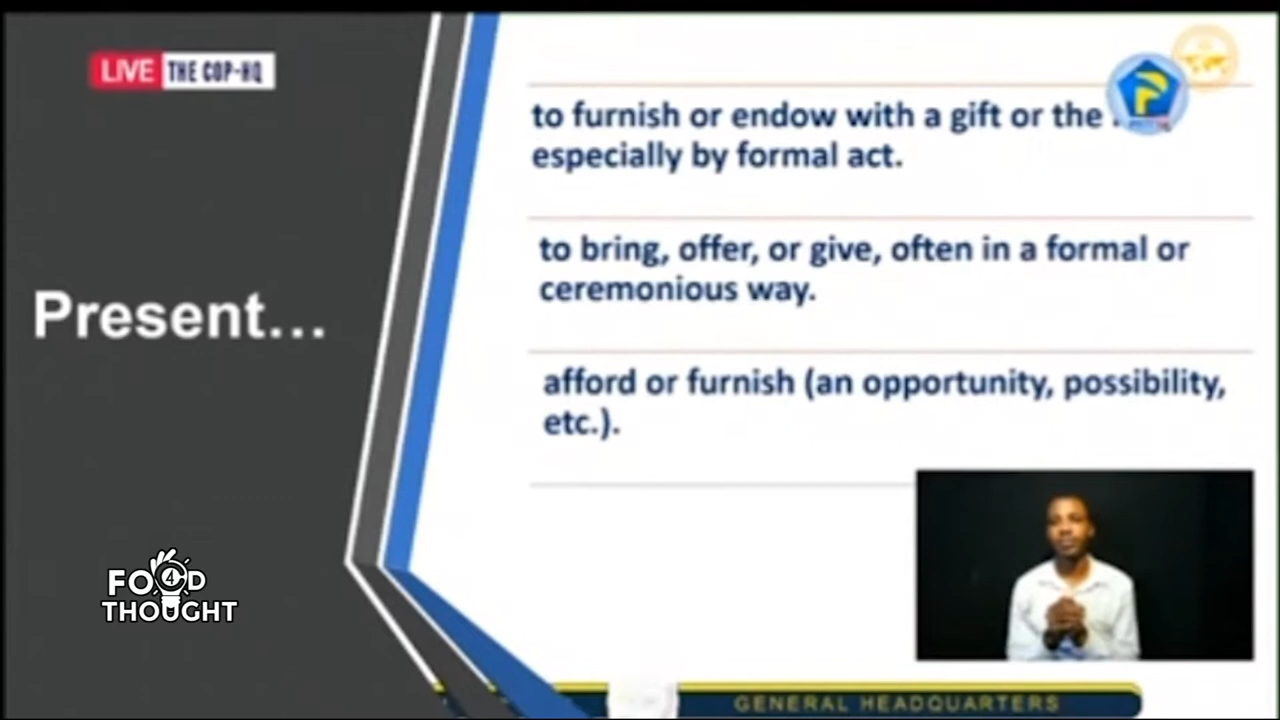 LIVE THE COP-HQ
to furnish or endow with a gift or the
especially by formal act.
to bring, offer, or give, often in a formal or
ceremonious way.
Present...
afford or furnish (an opportunity, possibility,
etc.).
FOOD 4
THOUGHT
GENERAL HEADQUARTERS